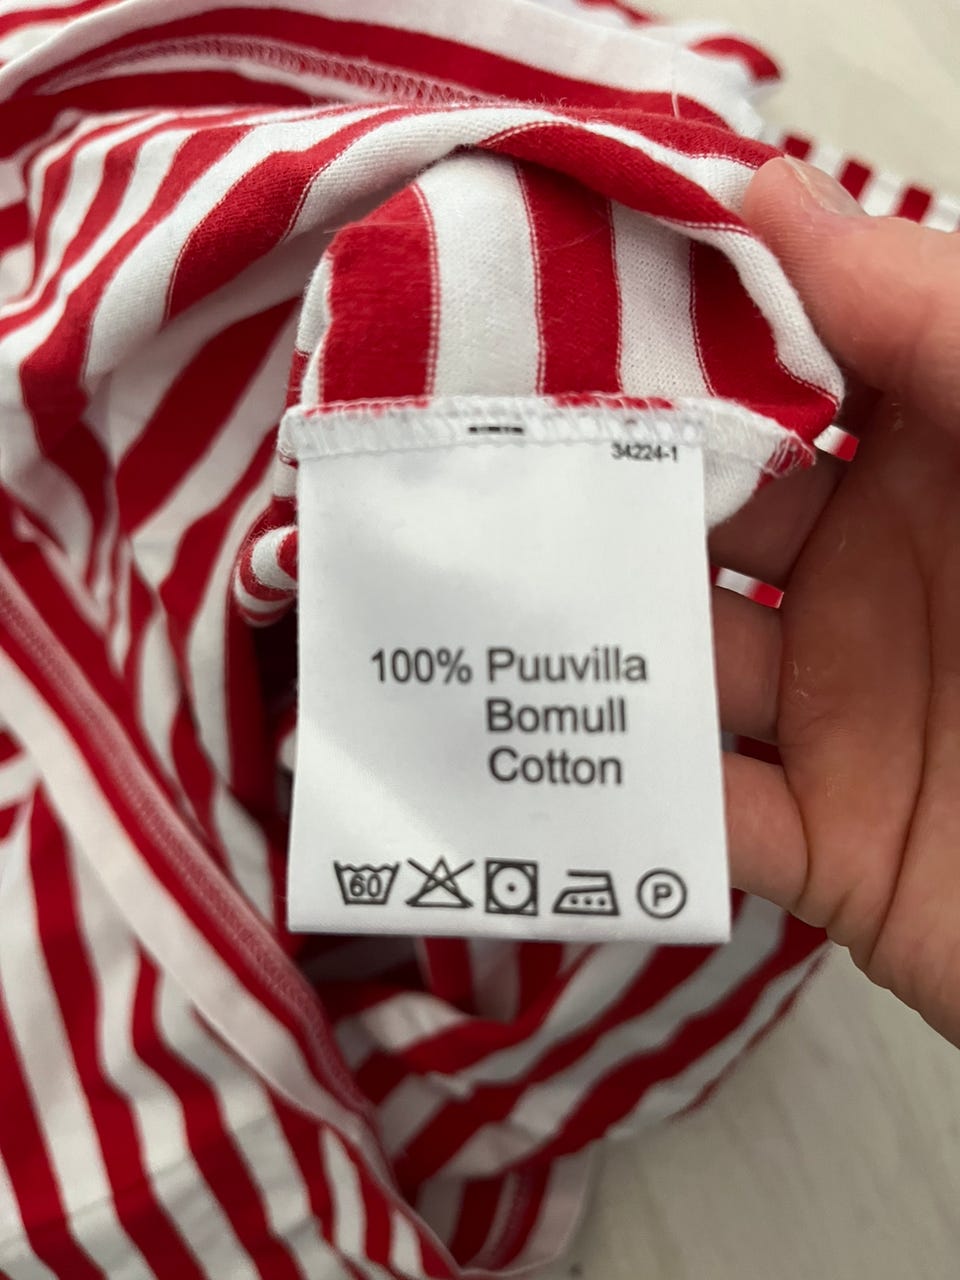 34224-1
100% Puuvilla
Bomull
Cotton
60
P